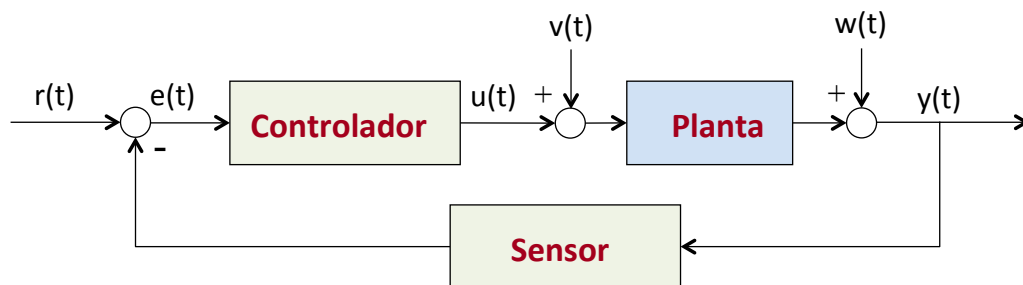 v(t)
w(t)
r(t)
e(t)
Controlador
u(t)
+
Planta
+
y(t)
-
Sensor